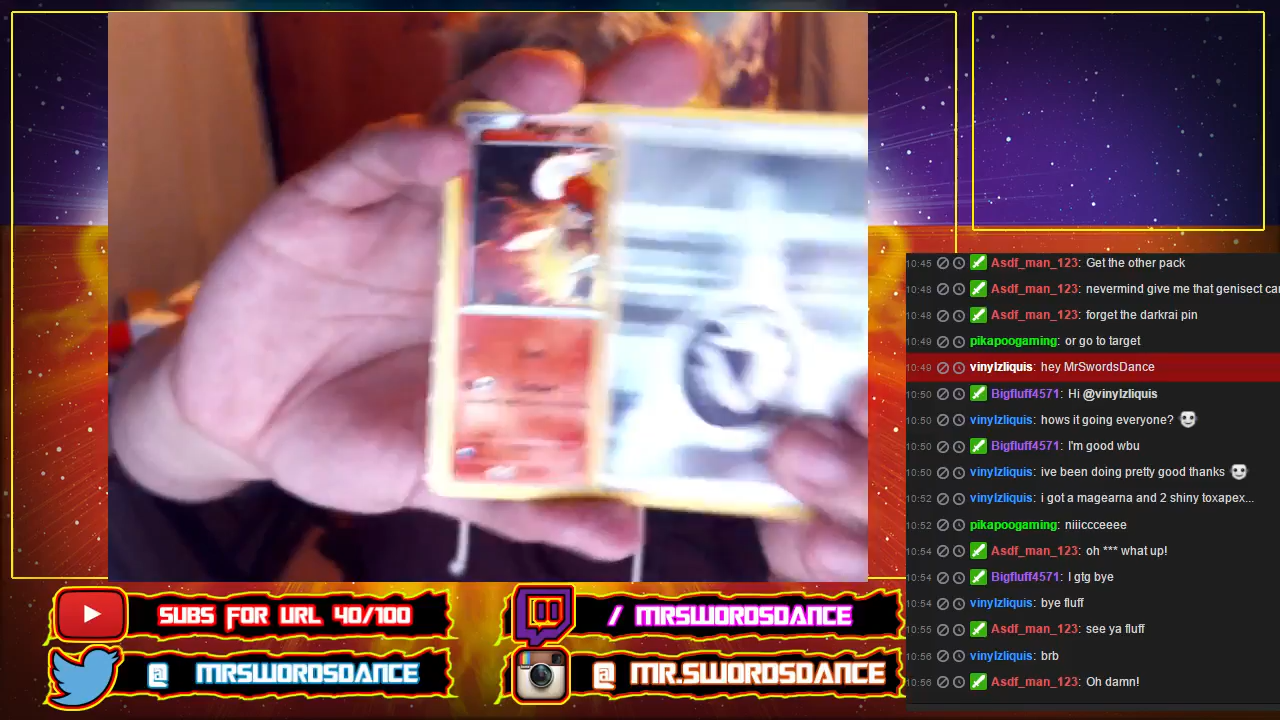 10:45 Asdf_man_123: Get the other pack
10:48 Asdf_man_123: nevermind give me that genisect
10:48 Asdf_man_123: forget the darkrai pin
10:49 pikapoogaming: or go to target
10:49 vinylzliquis: hey MrSwordsDance
10:50 Bigfluff4571: Hi @vinylzliquis
10:50 vinylzliquis: hows it going everyone?
10:50 Bigfluff4571: I'm good wbu
10:50 vinylzliquis: ive been doing pretty good thanks
10:52 vinylzliquis: i got a magearna and 2 shiny toxapex...
10:52 pikapoogaming: niiiccceeee
10:54 Asdf_man_123: oh *** what up!
10:54 Bigfluff4571: I gtg bye
10:54 vinylzliquis: bye fluff
10:55 Asdf_man_123: see ya fluff
10:56 vinylzliquis: brb
10:56 Asdf_man_123: Oh damn!
SUBS FOR URL 40/100
/ MRSWORDSDANCE
@ MRSWORDSDANCE
@ MR.SWORDSDANCE